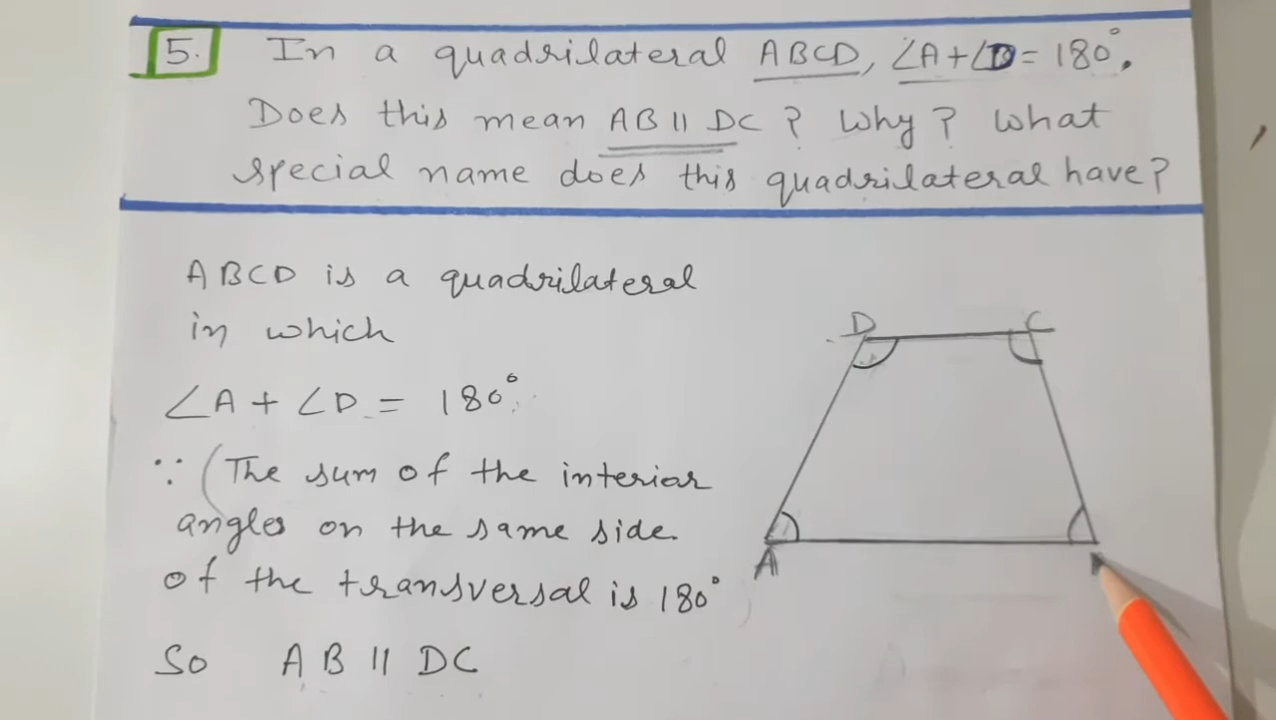 5. In a quadrilateral ABCD, ∠A+∠D=180°.
Does this mean AB || DC ? Why ? What
special name does this quadrilateral have?
ABCD is a quadrilateral
in which
∠A + ∠D = 180°
∵ (The sum of the interior
angles on the same side
of the transversal is 180°
So AB || DC
D C
A